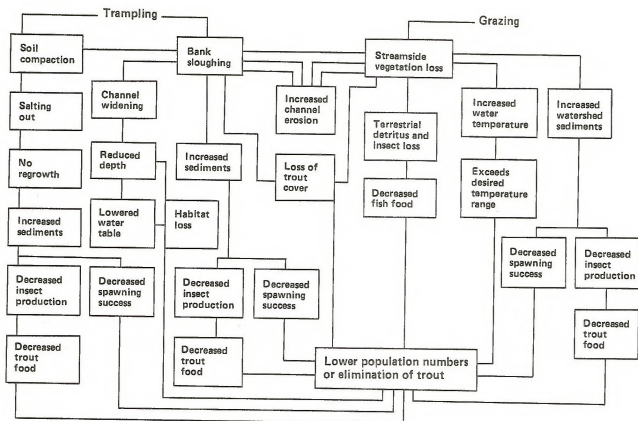 Trampling
Grazing
Soil
compaction
Bank
sloughing
Streamside
vegetation loss
Salting
out
Channel
widening
Increased
channel
erosion
Terrestrial
detritus and
insect loss
Increased
water
temperature
Increased
watershed
sediments
No
regrowth
Reduced
depth
Increased
sediments
Loss of
trout
cover
Decreased
fish food
Exceeds
desired
temperature
range
Increased
sediments
Lowered
water
table
Habitat
loss
Decreased
insect
production
Decreased
spawning
success
Decreased
insect
production
Decreased
spawning
success
Decreased
spawning
success
Decreased
insect
production
Decreased
trout
food
Decreased
trout
food
Lower population numbers
or elimination of trout
Decreased
trout
food